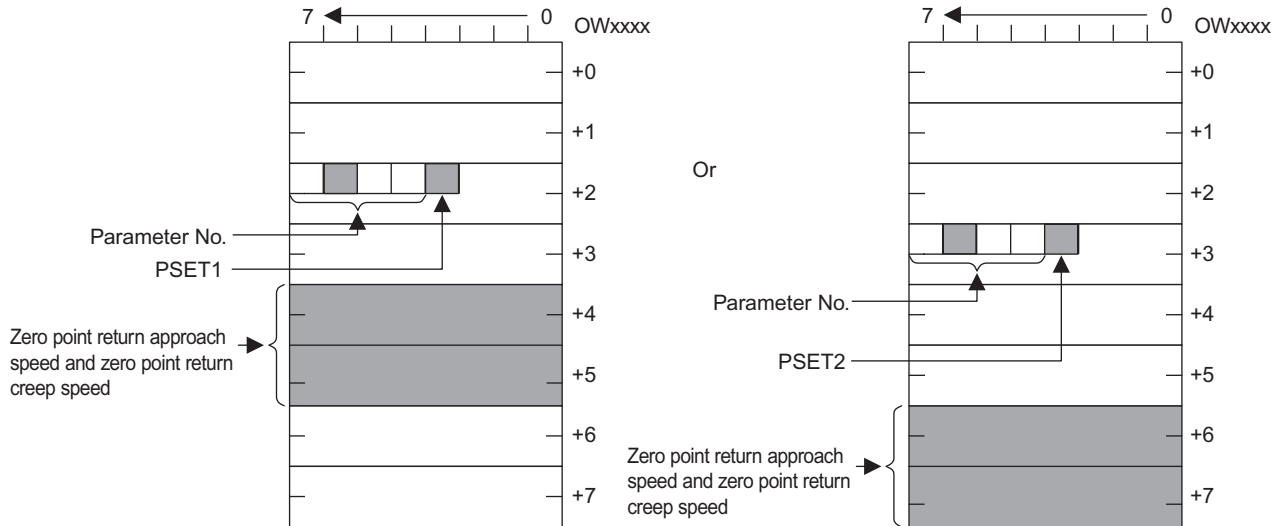 7 0 OWxxxx
+0
+1
+2
Parameter No.
+3
PSET1
+4
Zero point return approach
speed and zero point return
creep speed
+5
+6
+7
Or
7 0 OWxxxx
+0
+1
+2
+3
Parameter No.
+4
PSET2
+5
+6
Zero point return approach
speed and zero point return
creep speed
+7